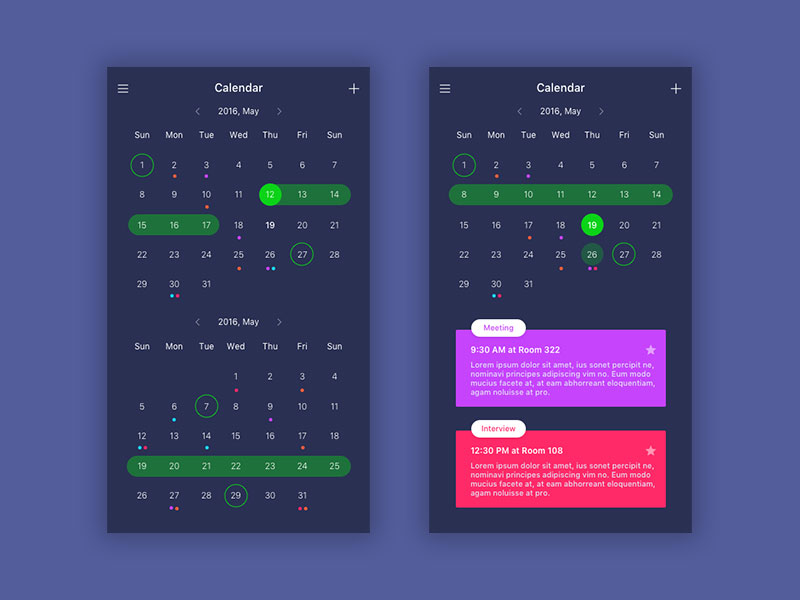 Calendar
2016, May
Sun Mon Tue Wed Thu Fri Sun
1 2 3 4 5 6 7
8 9 10 11 12 13 14
15 16 17 18 19 20 21
22 23 24 25 26 27 28
29 30 31
2016, May
Sun Mon Tue Wed Thu Fri Sun
1 2 3 4
5 6 7 8 9 10 11
12 13 14 15 16 17 18
19 20 21 22 23 24 25
26 27 28 29 30 31
Calendar
2016, May
Sun Mon Tue Wed Thu Fri Sun
1 2 3 4 5 6 7
8 9 10 11 12 13 14
15 16 17 18 19 20 21
22 23 24 25 26 27 28
29 30 31
Meeting
9:30 AM at Room 322
Lorem ipsum dolor sit amet, ius sonet percipit,
nominavi principes adipiscing vim no. Eum modo
mucius facete at, at eam abhorreant eloquentiam,
agam noluisse at pro.
Interview
12:30 PM at Room 108
Lorem ipsum dolor sit amet, ius sonet percipit ne,
nominavi principes adipiscing vim no. Eum modo
mucius facete at, at eam abhorreant eloquentiam,
agam noluisse at pro.